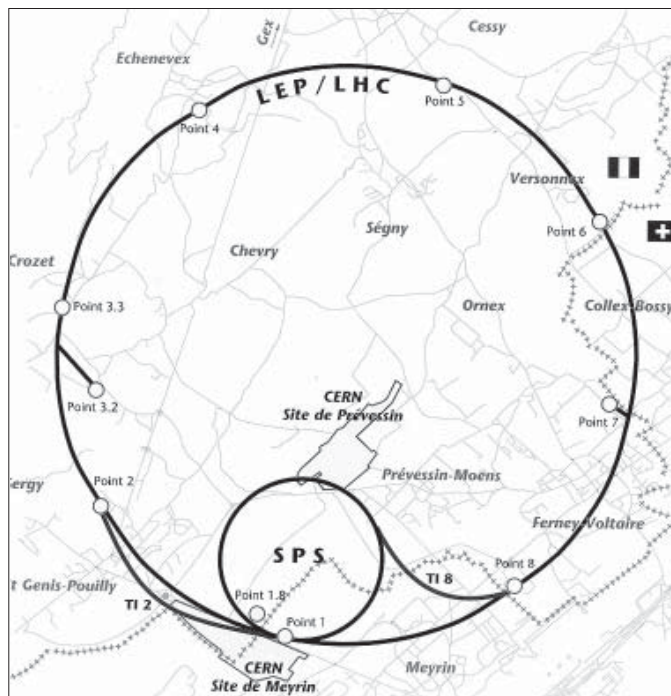 Cessy
Gex
Echenevex
LEP/LHC
Point 5
Point 4
Versonnex
Point 6
Ségny
Chevry
Crozet
Point 3.3
Ornex
Collex-Bossy
CERN
Site de Prévessin
Point 3.2
Point 7
Prévessin-Moens
Point 2
Sergy
Ferney-Voltaire
SPS
Point 8
t Genis-Pouilly
TI 8
TI 2
Point 1.8
Point 1
CERN
Site de Meyrin
Meyrin